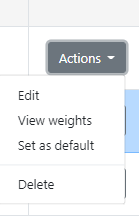 Actions
Edit
View weights
Set as default
Delete